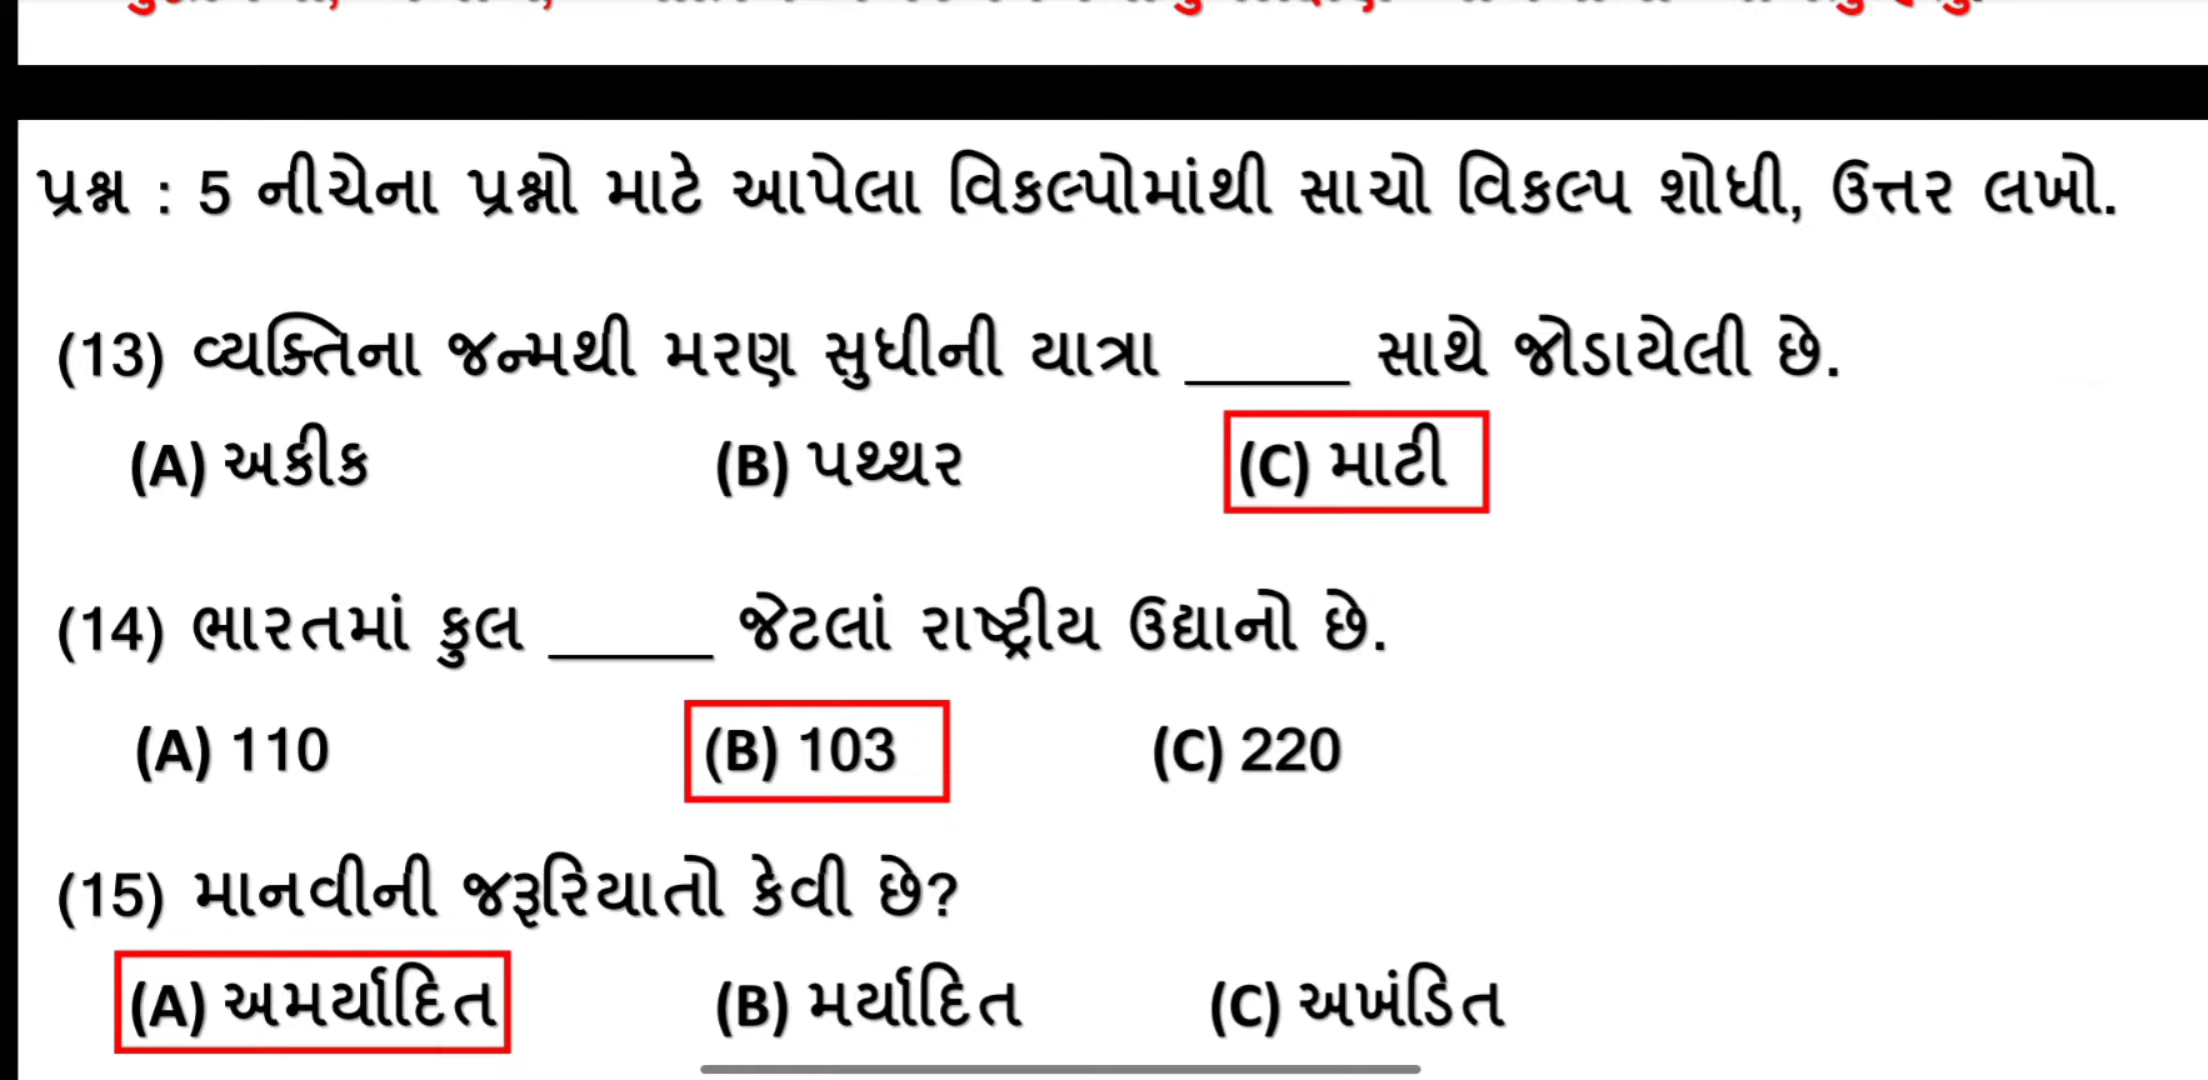 પ્રશ્ન : 5 નીચેના પ્રશ્નો માટે આપેલા વિકલ્પોમાંથી સાચો વિકલ્પ શોધી, ઉત્તર લખો.
(13) વ્યક્તિના જન્મથી મરણ સુધીની યાત્રા _____ સાથે જોડાયેલી છે.
(A) અકીક (B) પથ્થર (C) માટી
(14) ભારતમાં કુલ _____ જેટલાં રાષ્ટ્રીય ઉદ્યાનો છે.
(A) 110 (B) 103 (C) 220
(15) માનવીની જરૂરિયાતો કેવી છે?
(A) અમર્યાદિત (B) મર્યાદિત (C) અખંડિત